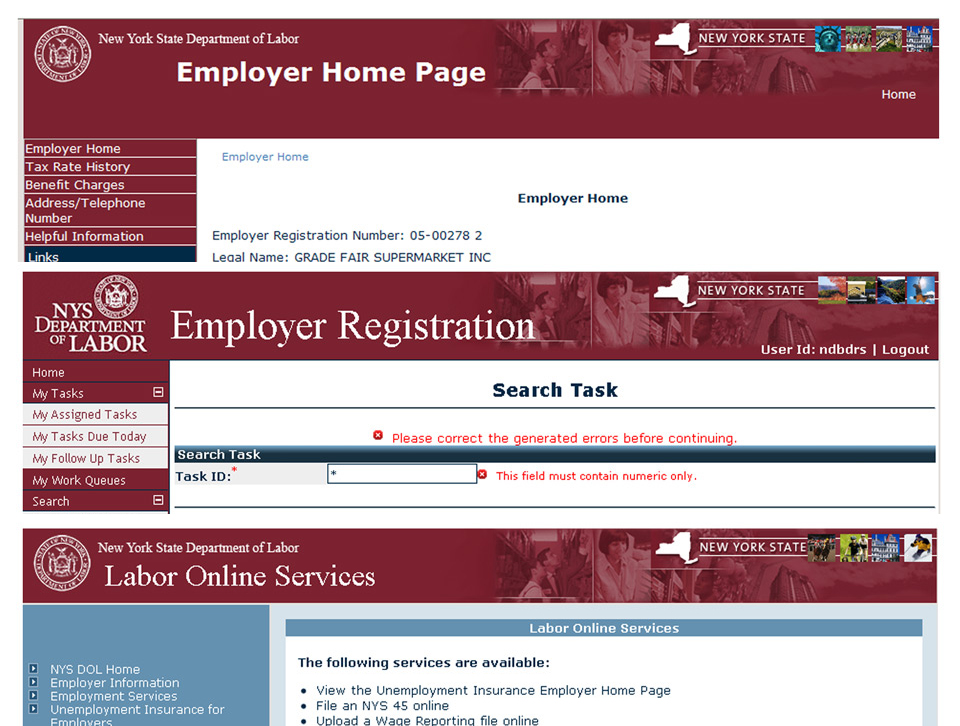 New York State Department of Labor
Employer Home Page
NEW YORK STATE
Home
Employer Home
Tax Rate History
Benefit Charges
Address/Telephone
Number
Helpful Information
Links
Employer Home
Employer Home
Employer Registration Number: 05-00278 2
Legal Name: GRADE FAIR SUPERMARKET INC
NYS
DEPARTMENT
OF LABOR
Employer Registration
NEW YORK STATE
User Id: ndbdrs | Logout
Home
My Tasks
My Assigned Tasks
My Tasks Due Today
My Follow Up Tasks
My Work Queues
Search
Search Task
Please correct the generated errors before continuing.
Search Task
Task ID:* * This field must contain numeric only.
New York State Department of Labor
Labor Online Services
NEW YORK STATE
NYS DOL Home
Employer Information
Employment Services
Unemployment Insurance for
Employers
Labor Online Services
The following services are available:
• View the Unemployment Insurance Employer Home Page
• File an NYS 45 online
• Upload a Wage Reporting file online